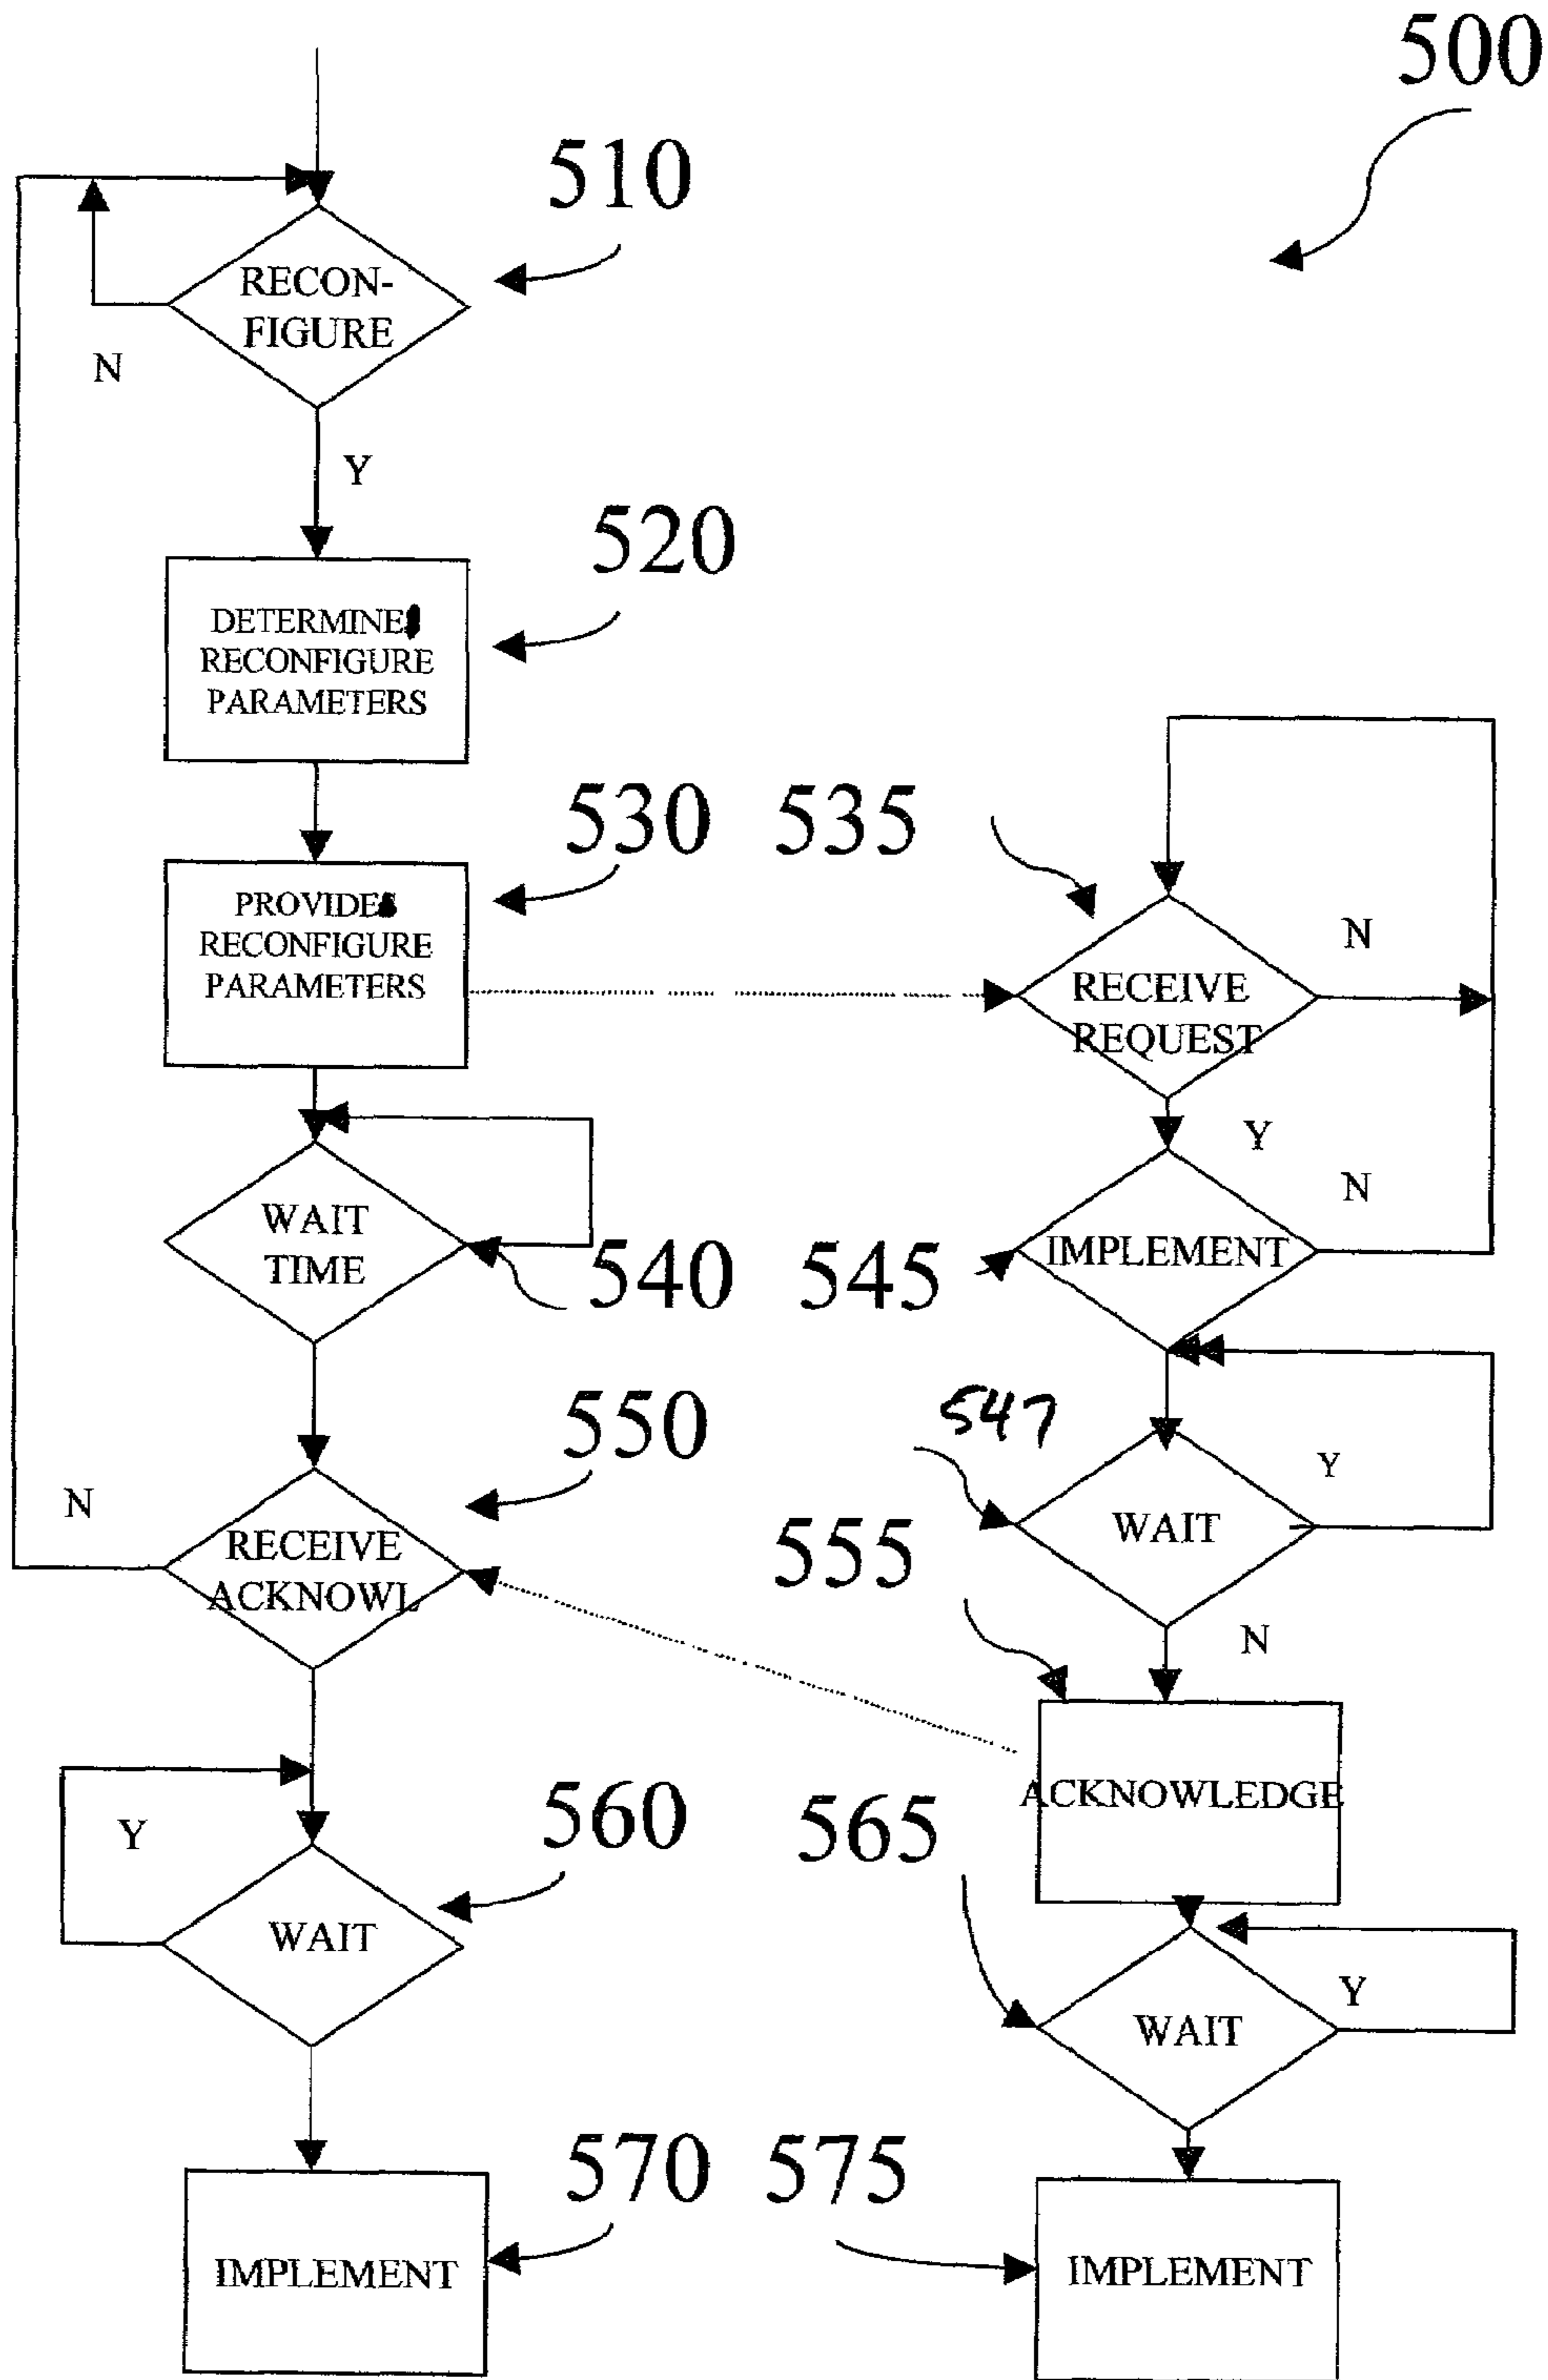 500
510
RECON-
FIGURE
N
Y
520
DETERMINE
RECONFIGURE
PARAMETERS
530
535
PROVIDE
RECONFIGURE
PARAMETERS
N
RECEIVE
REQUEST
Y
N
WAIT
TIME
IMPLEMENT
540
545
550
547
N
Y
RECEIVE
ACKNOWL
WAIT
555
N
ACKNOWLEDGE
560
565
Y
WAIT
Y
WAIT
570
575
IMPLEMENT
IMPLEMENT